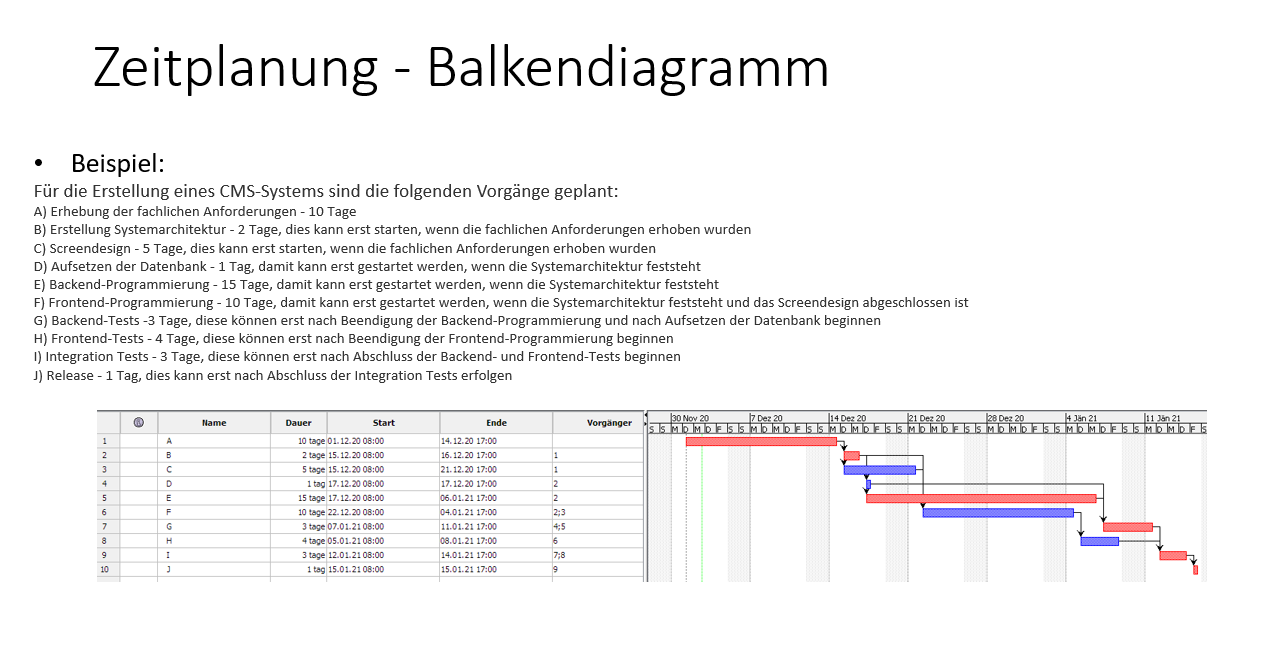 Zeitplanung - Balkendiagramm
• Beispiel:
Für die Erstellung eines CMS-Systems sind die folgenden Vorgänge geplant:
A) Erhebung der fachlichen Anforderungen - 10 Tage
B) Erstellung Systemarchitektur - 2 Tage, dies kann erst starten, wenn die fachlichen Anforderungen erhoben wurden
C) Screendesign - 5 Tage, dies kann erst starten, wenn die fachlichen Anforderungen erhoben wurden
D) Aufsetzen der Datenbank - 1 Tag, damit kann erst gestartet werden, wenn die Systemarchitektur feststeht
E) Backend-Programmierung - 15 Tage, damit kann erst gestartet werden, wenn die Systemarchitektur feststeht
F) Frontend-Programmierung - 10 Tage, damit kann erst gestartet werden, wenn die Systemarchitektur feststeht und das Screendesign abgeschlossen ist
G) Backend-Tests -3 Tage, diese können erst nach Beendigung der Backend-Programmierung und nach Aufsetzen der Datenbank beginnen
H) Frontend-Tests - 4 Tage, diese können erst nach Beendigung der Frontend-Programmierung beginnen
I) Integration Tests - 3 Tage, diese können erst nach Abschluss der Backend- und Frontend-Tests beginnen
J) Release - 1 Tag, dies kann erst nach Abschluss der Integration Tests erfolgen
Name Dauer Start Ende Vorgänger
1 A 10 tage 01.12.20 08:00 14.12.20 17:00
2 B 2 tage 15.12.20 08:00 16.12.20 17:00 1
3 C 5 tage 15.12.20 08:00 21.12.20 17:00 1
4 D 1 tag 17.12.20 08:00 17.12.20 17:00 2
5 E 15 tage 17.12.20 08:00 06.01.21 17:00 2
6 F 10 tage 22.12.20 08:00 04.01.21 17:00 2;3
7 G 3 tage 07.01.21 08:00 11.01.21 17:00 4;5
8 H 4 tage 05.01.21 08:00 08.01.21 17:00 6
9 I 3 tage 12.01.21 08:00 14.01.21 17:00 7;8
10 J 1 tag 15.01.21 08:00 15.01.21 17:00 9
30 Nov 20 7 Dez 20 14 Dez 20 21 Dez 20 28 Dez 20 4 Jän 21 11 Jän 21
S S M D M D F S S M D M D F S S M D M D F S S M D M D F S S M D M D F S S M D M D F S S M D M D F S